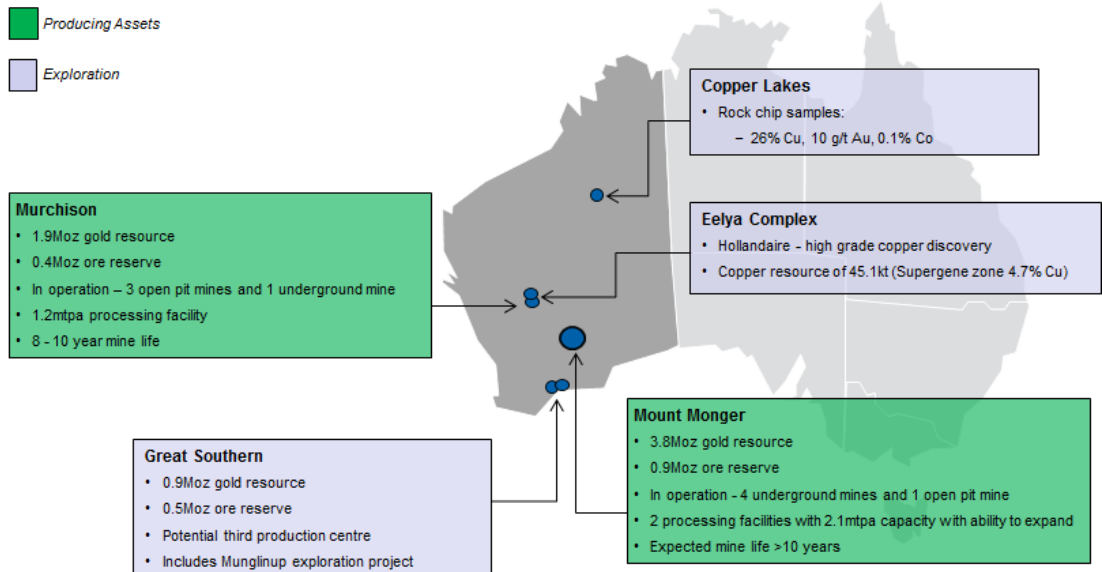 Producing Assets
Exploration
Copper Lakes
• Rock chip samples:
– 26% Cu, 10 g/t Au, 0.1% Co
Murchison
• 1.9Moz gold resource
• 0.4Moz ore reserve
• In operation – 3 open pit mines and 1 underground mine
• 1.2mtpa processing facility
• 8 - 10 year mine life
Eelya Complex
• Hollandaire - high grade copper discovery
• Copper resource of 45.1kt (Supergene zone 4.7% Cu)
Great Southern
• 0.9Moz gold resource
• 0.5Moz ore reserve
• Potential third production centre
• Includes Munglinup exploration project
Mount Monger
• 3.8Moz gold resource
• 0.9Moz ore reserve
• In operation - 4 underground mines and 1 open pit mine
• 2 processing facilities with 2.1mtpa capacity with ability to expand
• Expected mine life >10 years